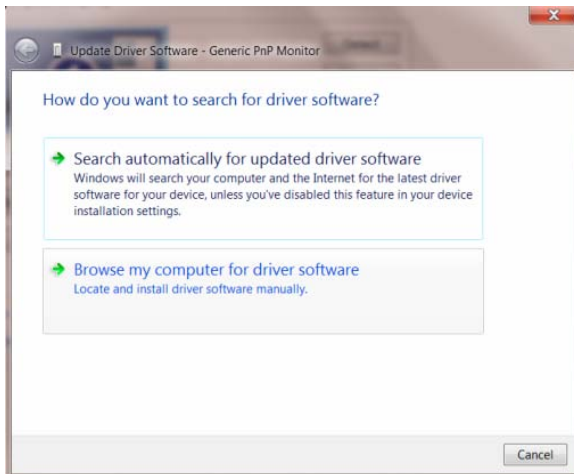 Update Driver Software - Generic PnP Monitor
How do you want to search for driver software?
Search automatically for updated driver software
Windows will search your computer and the Internet for the latest driver
software for your device, unless you've disabled this feature in your device
installation settings.
Browse my computer for driver software
Locate and install driver software manually.
Cancel